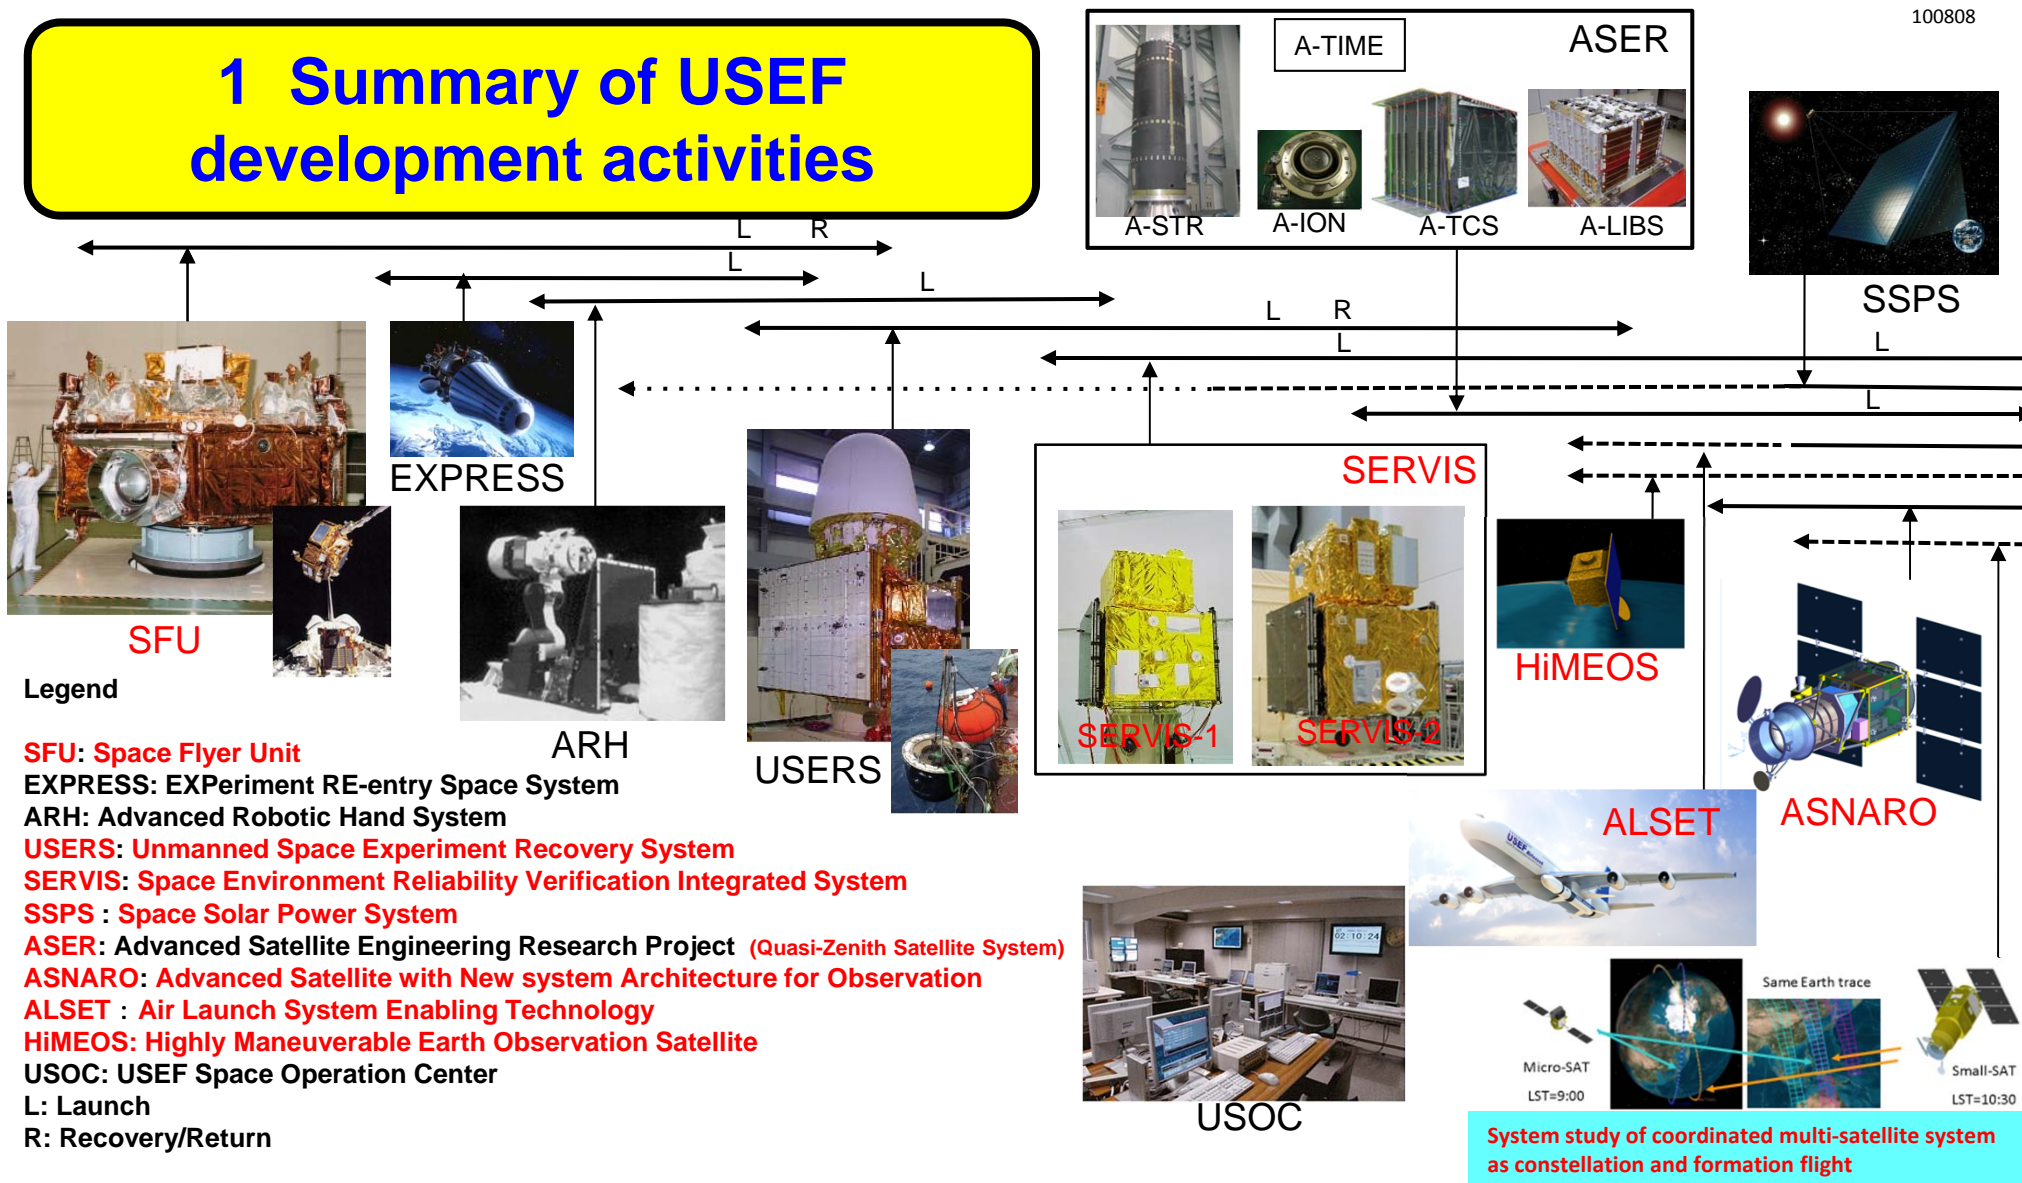 100808
1 Summary of USEF
development activities
A-TIME
ASER
A-STR
A-ION
A-TCS
A-LIBS
SSPS
L R
L
L
L R
L
L
L
SFU
EXPRESS
ARH
USERS
SERVIS
SERVIS-1
SERVIS-2
HiMEOS
ASNARO
ALSET
USEF
USOC
02:10:24
Legend
SFU: Space Flyer Unit
EXPRESS: EXPeriment RE-entry Space System
ARH: Advanced Robotic Hand System
USERS: Unmanned Space Experiment Recovery System
SERVIS: Space Environment Reliability Verification Integrated System
SSPS : Space Solar Power System
ASER: Advanced Satellite Engineering Research Project (Quasi-Zenith Satellite System)
ASNARO: Advanced Satellite with New system Architecture for Observation
ALSET : Air Launch System Enabling Technology
HiMEOS: Highly Maneuverable Earth Observation Satellite
USOC: USEF Space Operation Center
L: Launch
R: Recovery/Return
Same Earth trace
Micro-SAT
LST=9:00
Small-SAT
LST=10:30
System study of coordinated multi-satellite system
as constellation and formation flight